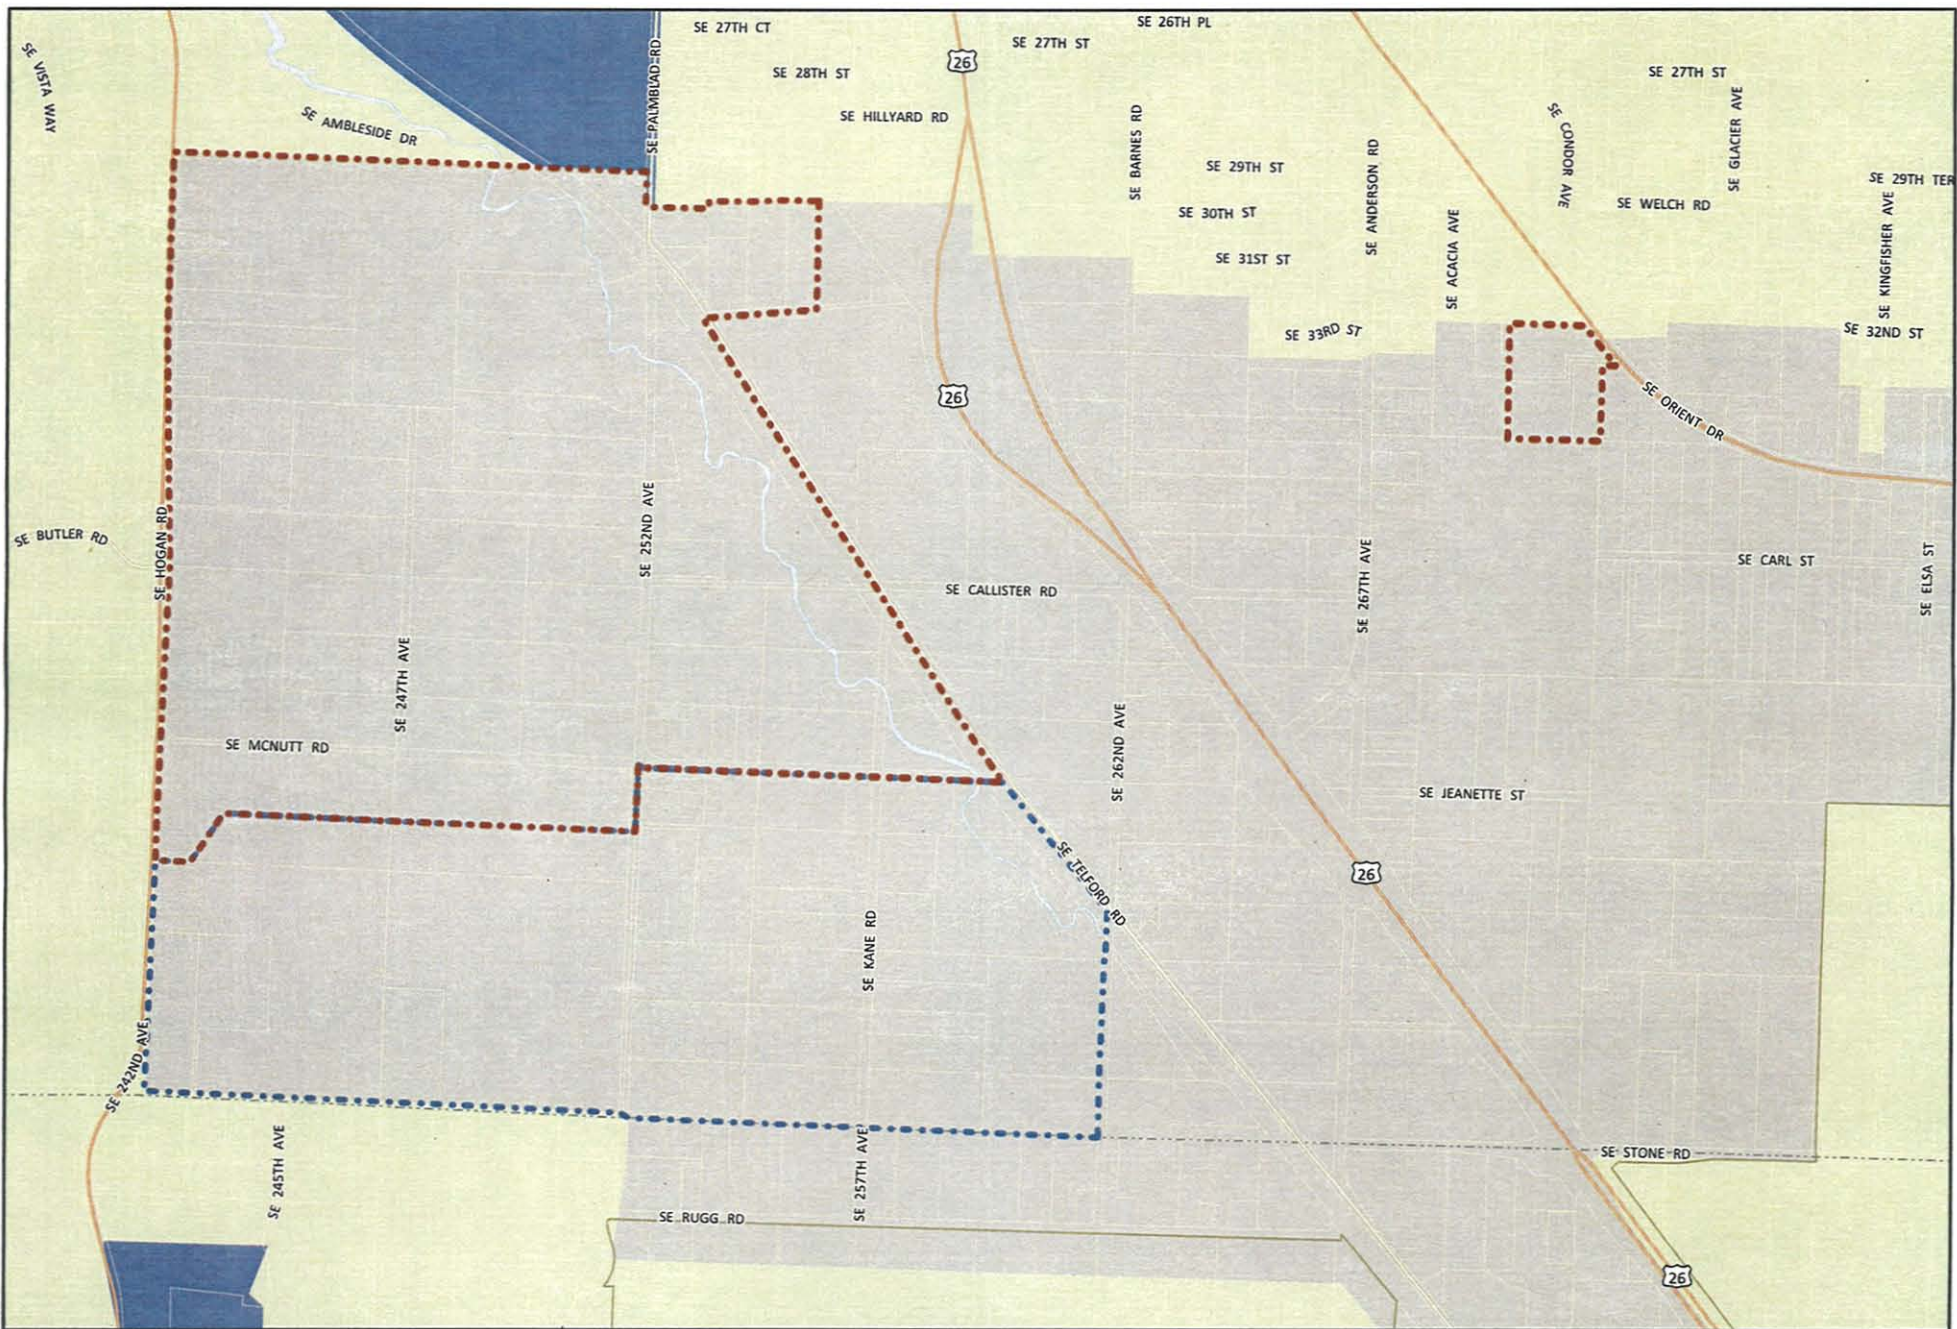 SE 27TH CT
SE 26TH PL
SE 27TH ST
SE VISTA WAY
SE PALMBLAD RD
26
SE 28TH ST
SE 27TH ST
SE AMBLESIDE DR
SE HILLYARD RD
SE BARNES RD
SE CONDOR AVE
SE GLACIER AVE
SE 29TH ST
SE ANDERSON RD
SE 29TH TER
SE 30TH ST
SE WELCH RD
SE 31ST ST
SE ACACIA AVE
SE KINGFISHER AVE
SE 33RD ST
SE 32ND ST
26
SE ORIENT DR
SE BUTLER RD
SE HOGAN RD
SE 252ND AVE
SE CALLISTER RD
SE 267TH AVE
SE CARL ST
SE ELSA ST
SE 247TH AVE
SE MCNUTT RD
SE 262ND AVE
SE JEANETTE ST
SE TELFORD RD
26
SE KANE RD
SE 242ND AVE
SE 245TH AVE
SE 257TH AVE
SE STONE RD
SE RUGG RD
26